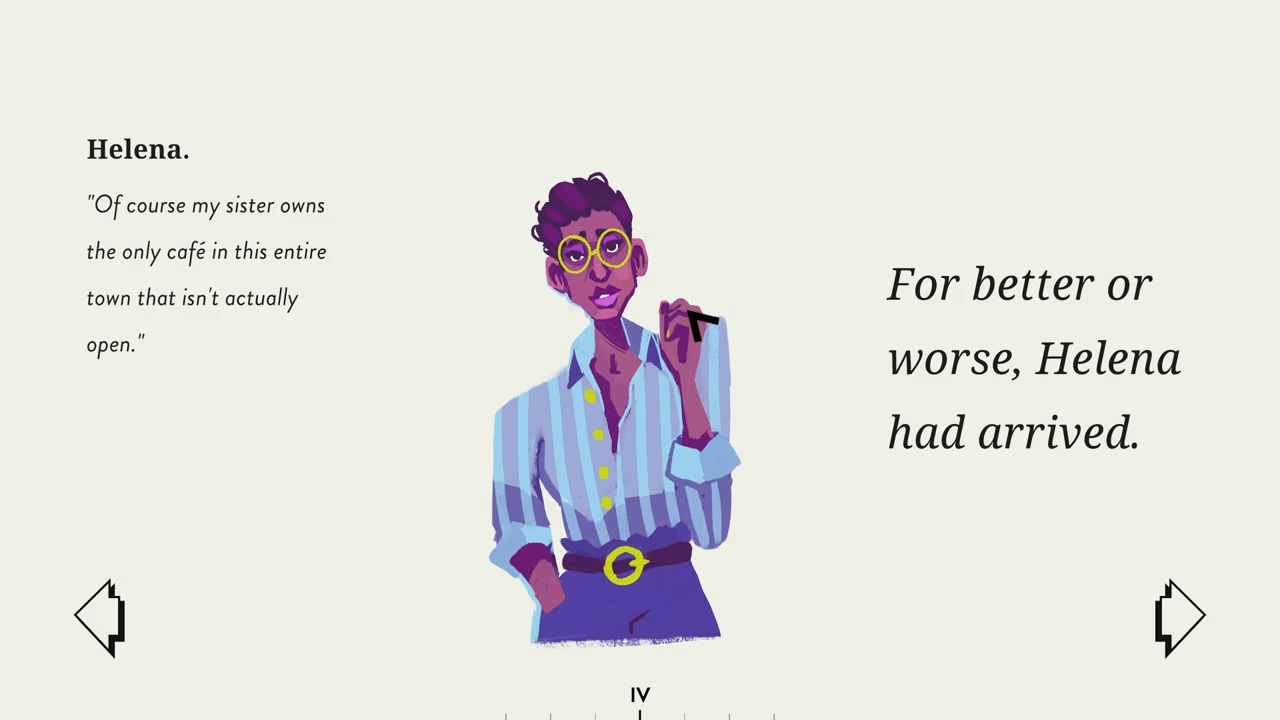 Helena.
"Of course my sister owns
the only café in this entire
town that isn't actually
open."
For better or
worse, Helena
had arrived.
IV